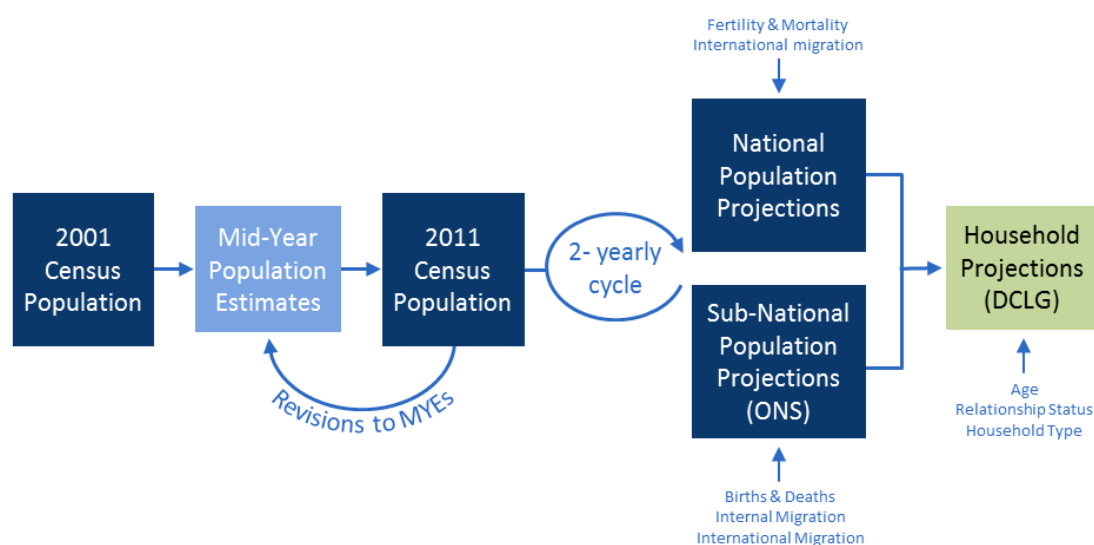 2001
Census
Population
Mid-Year
Population
Estimates
2011
Census
Population
Revisions to MYEs
2- yearly
cycle
Fertility & Mortality
International migration
National
Population
Projections
Sub-National
Population
Projections
(ONS)
Births & Deaths
Internal Migration
International Migration
Household
Projections
(DCLG)
Age
Relationship Status
Household Type